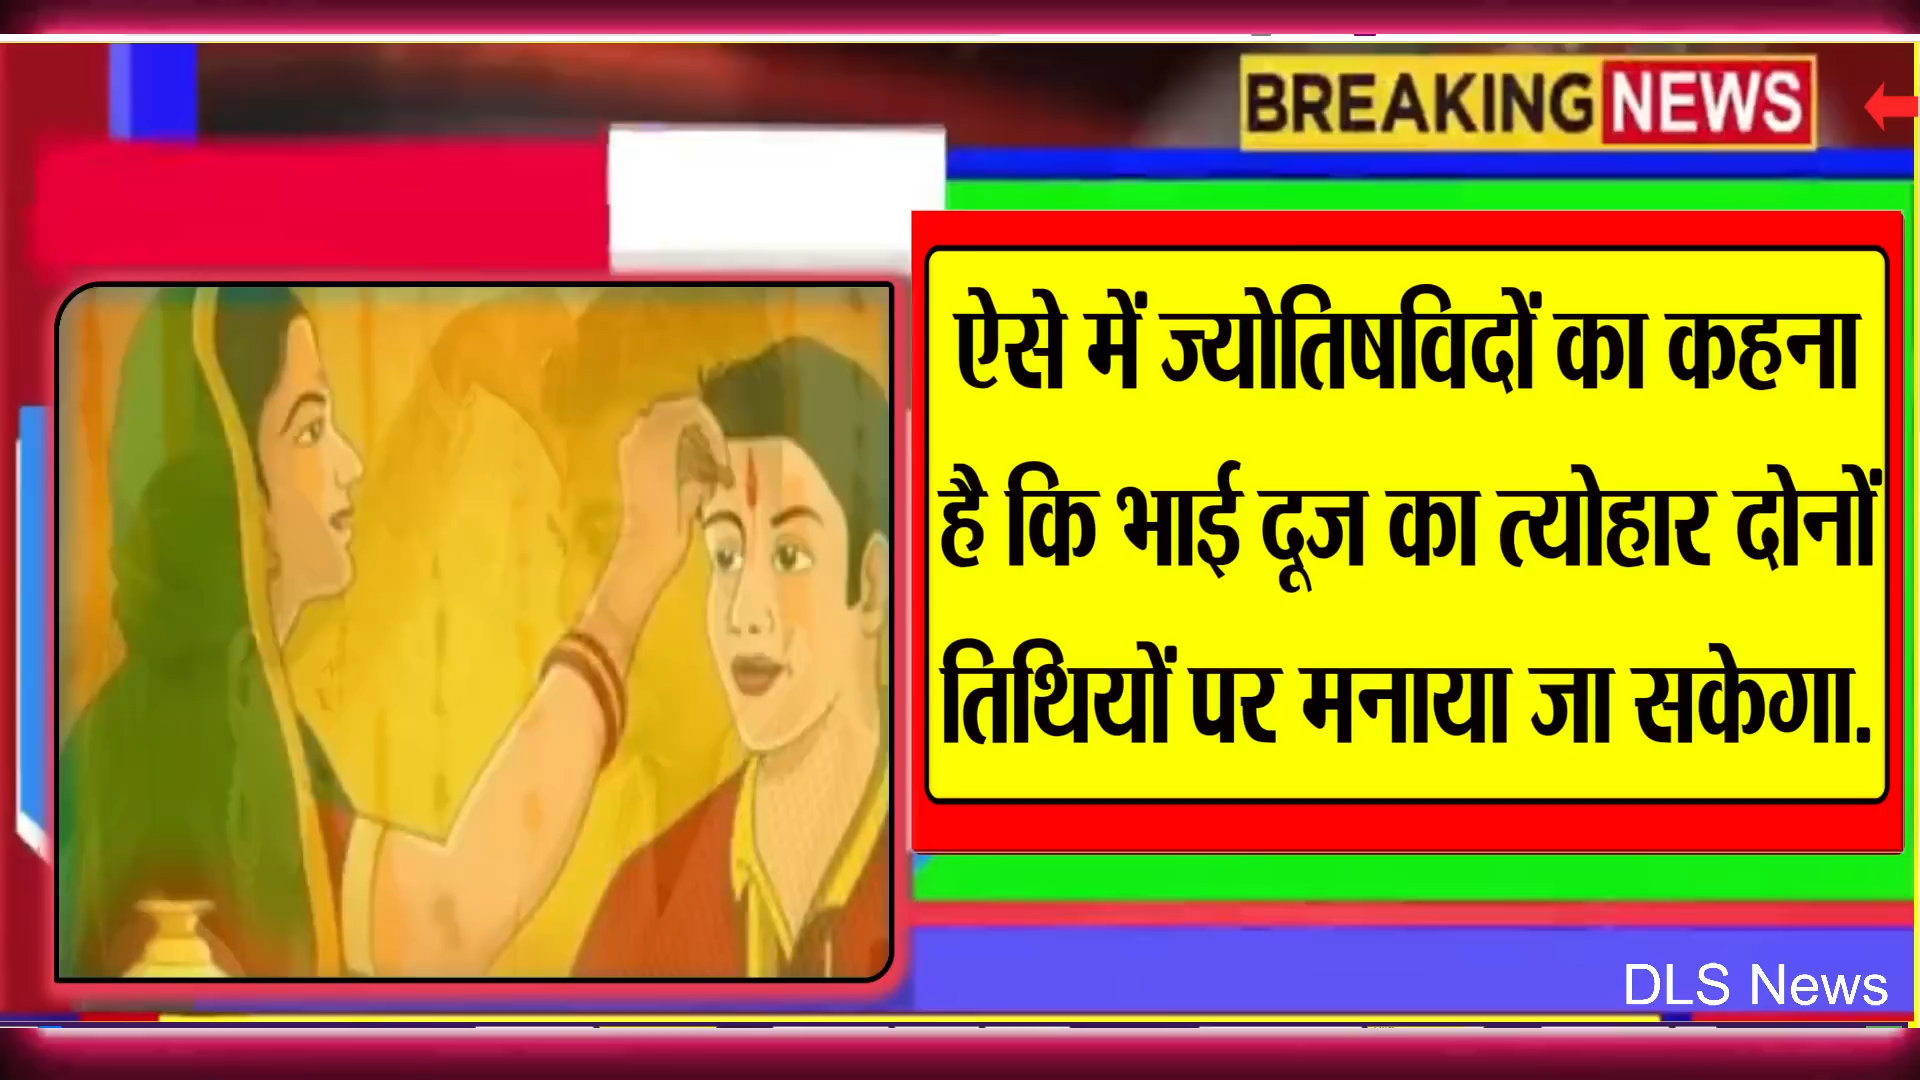 BREAKING NEWS
ऐसे में ज्योतिषविदों का कहना
है कि भाई दूज का त्योहार दोनों
तिथियों पर मनाया जा सकेगा.
DLS News